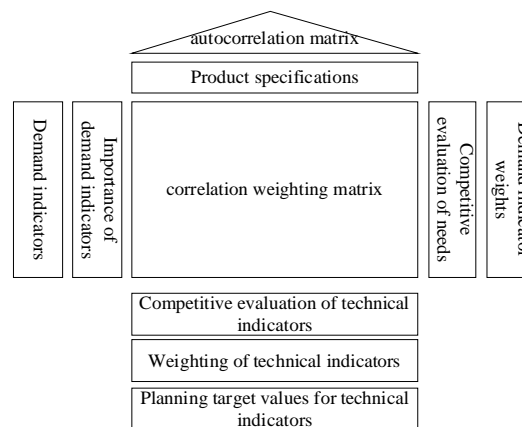 autocorrelation matrix
Product specifications
Demand indicators
Importance of
demand indicators
correlation weighting matrix
Competitive
evaluation of needs
weights
Competitive evaluation of technical
indicators
Weighting of technical indicators
Planning target values for technical
indicators